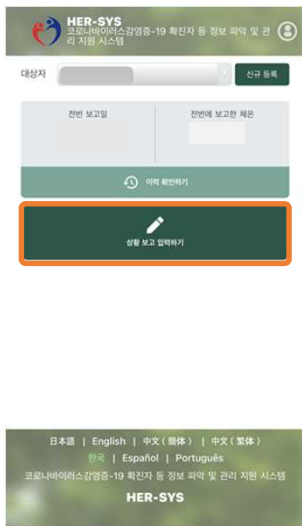 HER-SYS
코로나바이러스감염증-19 확진자 등 정보 파악 및 관
리 지원 시스템
대상자
신규 등록
전번 보고일 전번에 보고한 체온
이력 확인하기
상황 보고 입력하기
日本語 | English | 中文（簡体） | 中文（繁体）
한국 | Español | Português
코로나바이러스감염증-19 확진자 등 정보 파악 및 관리 지원 시스템
HER-SYS